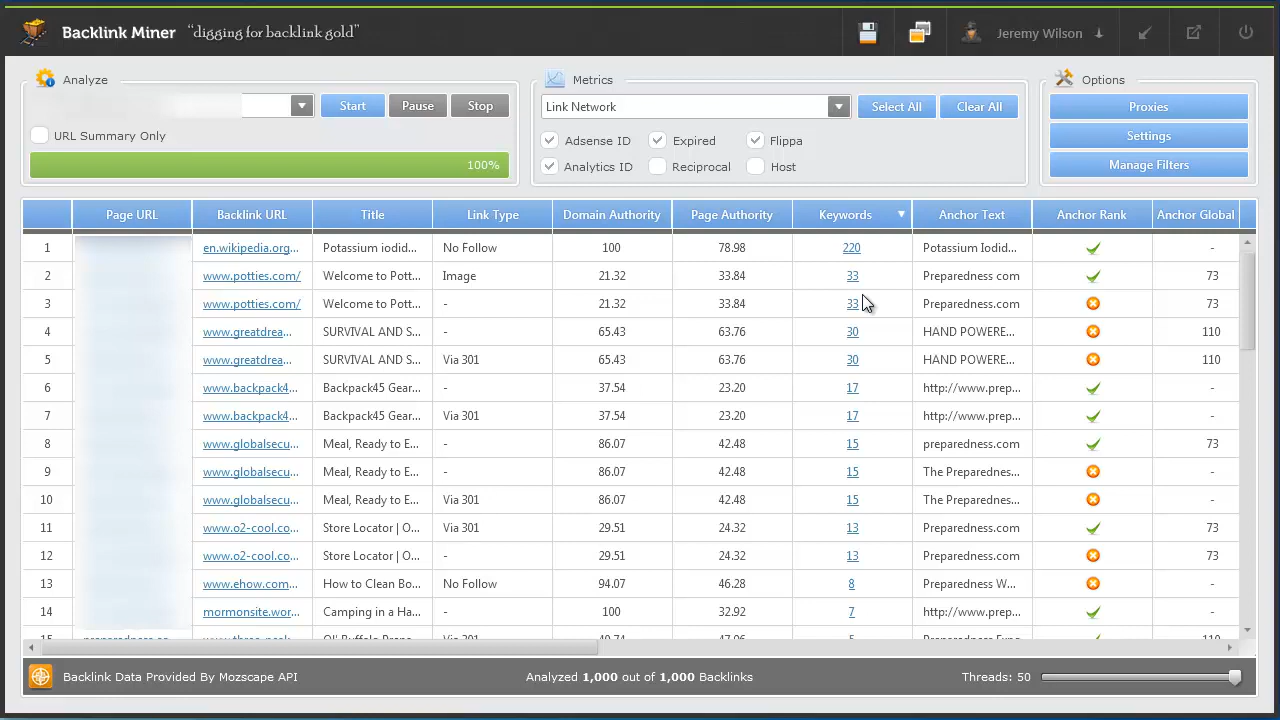 Backlink Miner “digging for backlink gold” Jeremy Wilson
Analyze Metrics Options
Link Network Select All Clear All Proxies
Start Pause Stop
URL Summary Only Adsense ID Expired Flippa Settings
100% Analytics ID Reciprocal Host Manage Filters
Page URL Backlink URL Title Link Type Domain Authority Page Authority Keywords Anchor Text Anchor Rank Anchor Global
1 en.wikipedia.org... Potassium iodid... No Follow 100 78.98 220 Potassium Iodid... -
2 www.potties.com/ Welcome to Pott... Image 21.32 33.84 33 Preparedness com 73
3 www.potties.com/ Welcome to Pott... - 21.32 33.84 33 Preparedness.com 73
4 www.greatdrea... SURVIVAL AND S... - 65.43 63.76 30 HAND POWERE... 110
5 www.greatdrea... SURVIVAL AND S... Via 301 65.43 63.76 30 HAND POWERE... 110
6 www.backpack4... Backpack45 Gear... - 37.54 23.20 17 http://www.prep... -
7 www.backpack4... Backpack45 Gear... Via 301 37.54 23.20 17 http://www.prep... -
8 www.globalsecu... Meal, Ready to E... - 86.07 42.48 15 preparedness.com 73
9 www.globalsecu... Meal, Ready to E... - 86.07 42.48 15 The Preparednes... -
10 www.globalsecu... Meal, Ready to E... Via 301 86.07 42.48 15 The Preparednes... -
11 www.o2-cool.co... Store Locator | O... Via 301 29.51 24.32 13 Preparedness.com 73
12 www.o2-cool.co... Store Locator | O... - 29.51 24.32 13 Preparedness.com 73
13 www.ehow.com... How to Clean Bo... No Follow 94.07 46.28 8 Preparedness W... -
14 mormonsite.wor... Camping in a Ha... - 100 32.92 7 http://www.prep... -
Backlink Data Provided By Mozscape API Analyzed 1,000 out of 1,000 Backlinks Threads: 50